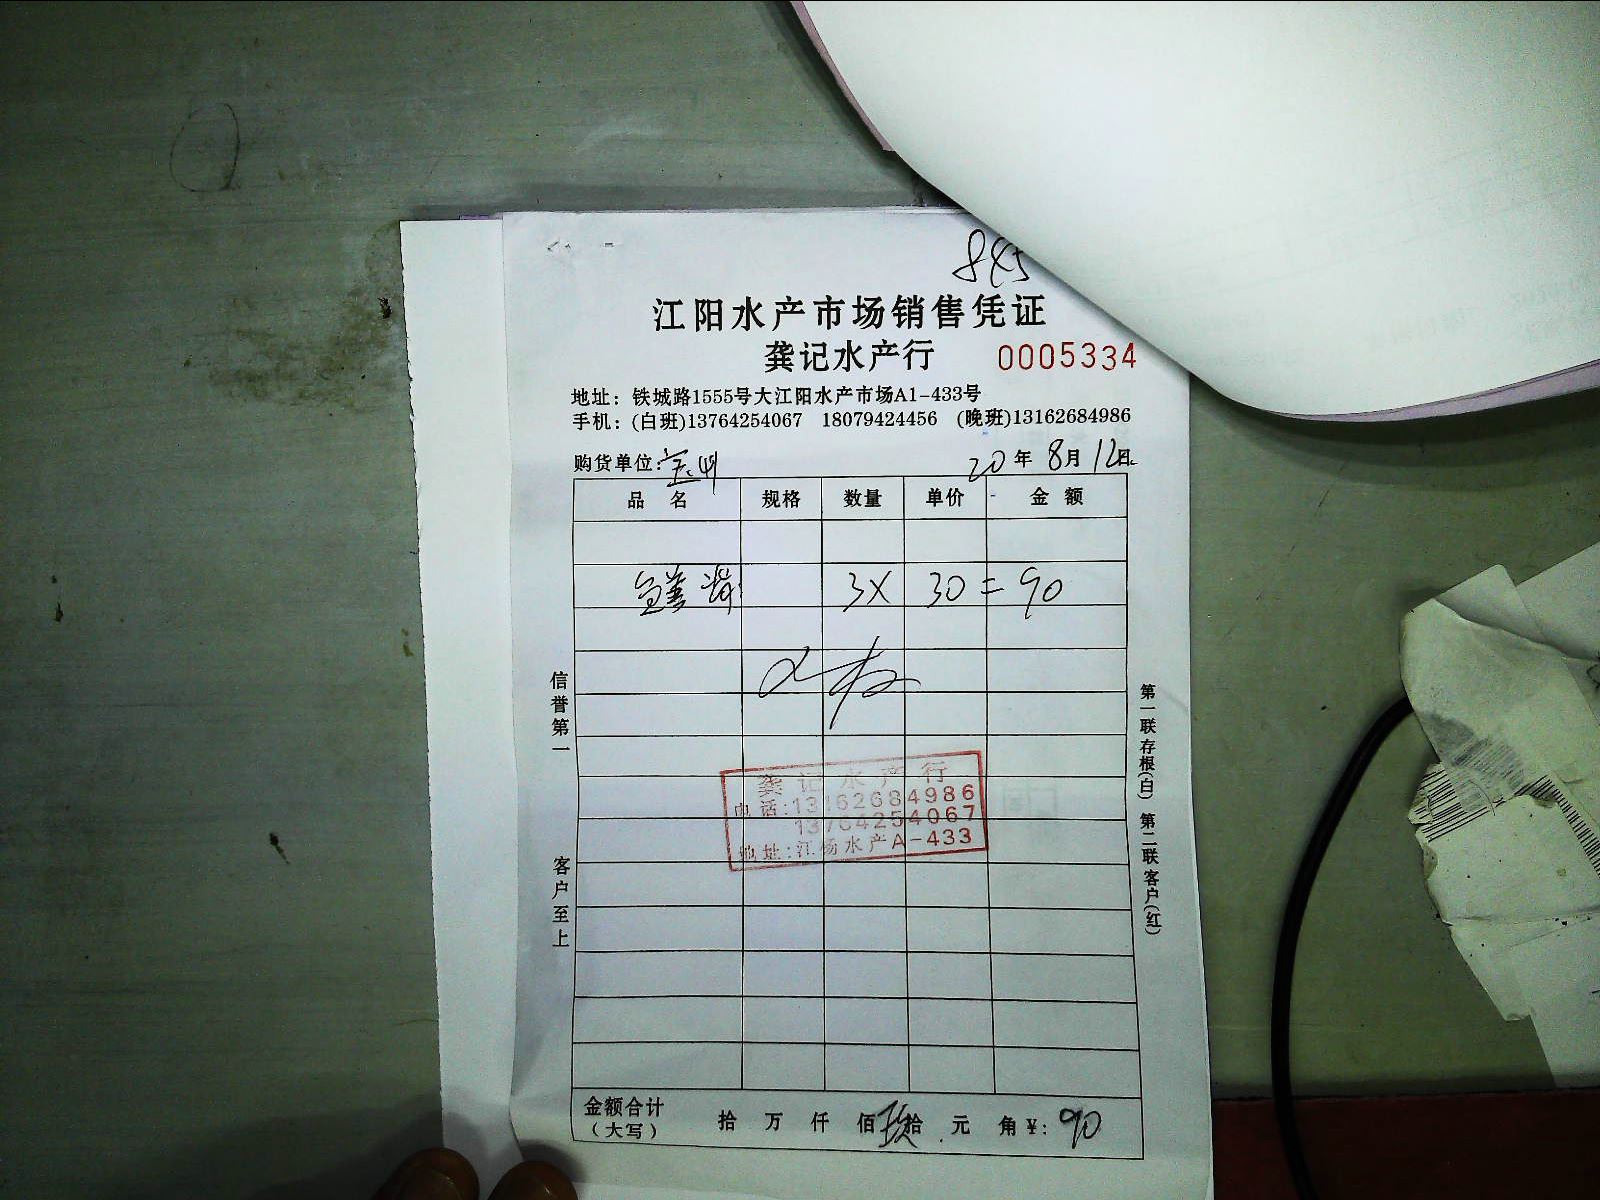 845
江阳水产市场销售凭证
龚记水产行 0005334
地址：铁城路1555号大江阳水产市场A1-433号
手机：(白班)13764254067 18079424456 (晚班)13162684986
购货单位： 20年8月12日
品名 规格 数量 单价 金额
3X 30=90
信誉第一
客户至上
龚记水产行
电话:13162684986
13764254067
地址:江杨水产A-433
第一联存根(白) 第二联客户(红)
金额合计 拾 万 仟 佰 玖拾 元 角 ¥: 90
(大写)